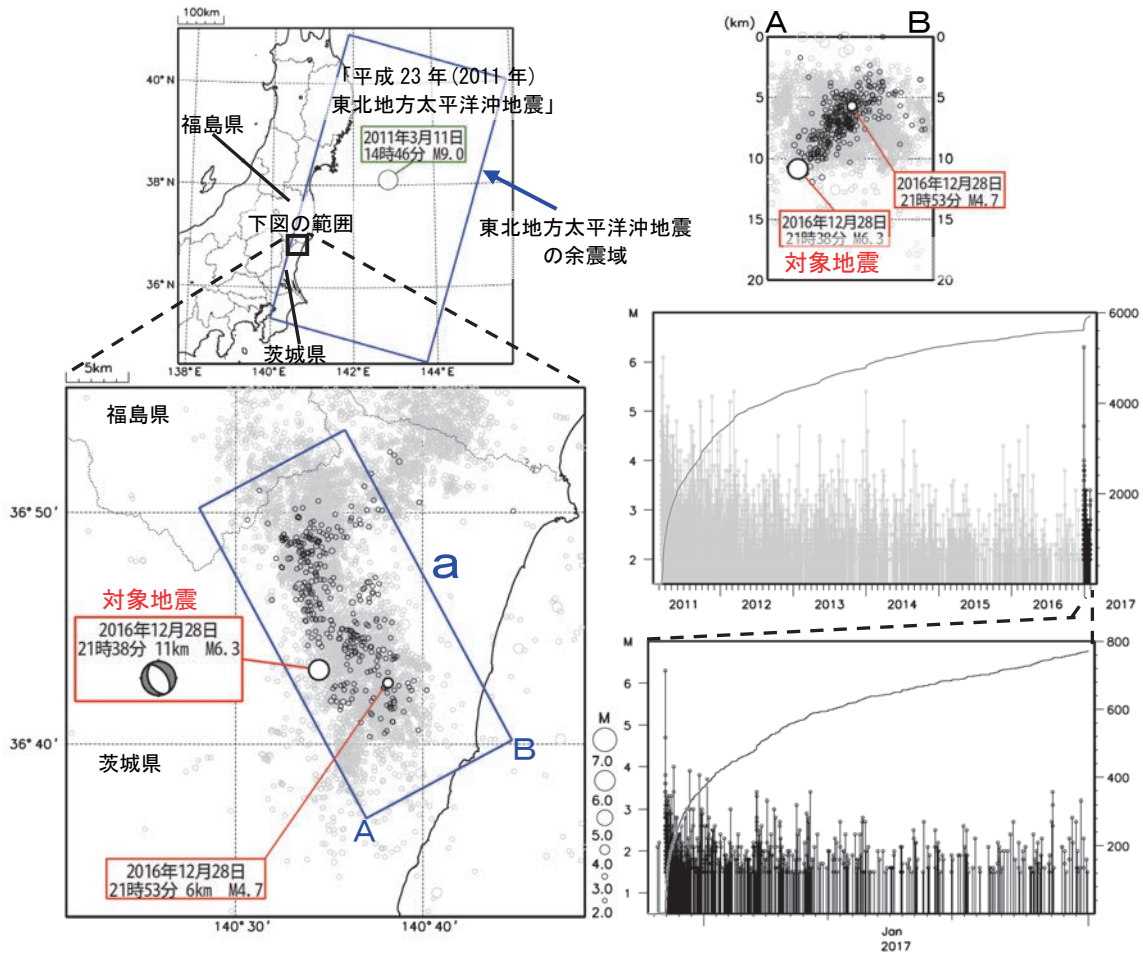 100km
40°N
38°N
36°N
138°E
140°E
142°E
144°E
「平成 23 年(2011 年)
東北地方太平洋沖地震」
福島県
2011年3月11日
14時46分 M9.0
下図の範囲
東北地方太平洋沖地震
の余震域
茨城県
(km)
A
B
0
5
10
15
20
0
5
10
15
20
2016年12月28日
21時53分 M4.7
2016年12月28日
21時38分 M6.3
対象地震
5km
福島県
36°50′
36°40′
140°30′
140°40′
a
対象地震
2016年12月28日
21時38分 11km M6.3
B
A
茨城県
2016年12月28日
21時53分 6km M4.7
M
7.0
6.0
5.0
4.0
3.0
2.0
M
6
5
4
3
2
6000
4000
2000
2011
2012
2013
2014
2015
2016
2017
M
6
5
4
3
2
1
800
600
400
200
Jan
2017